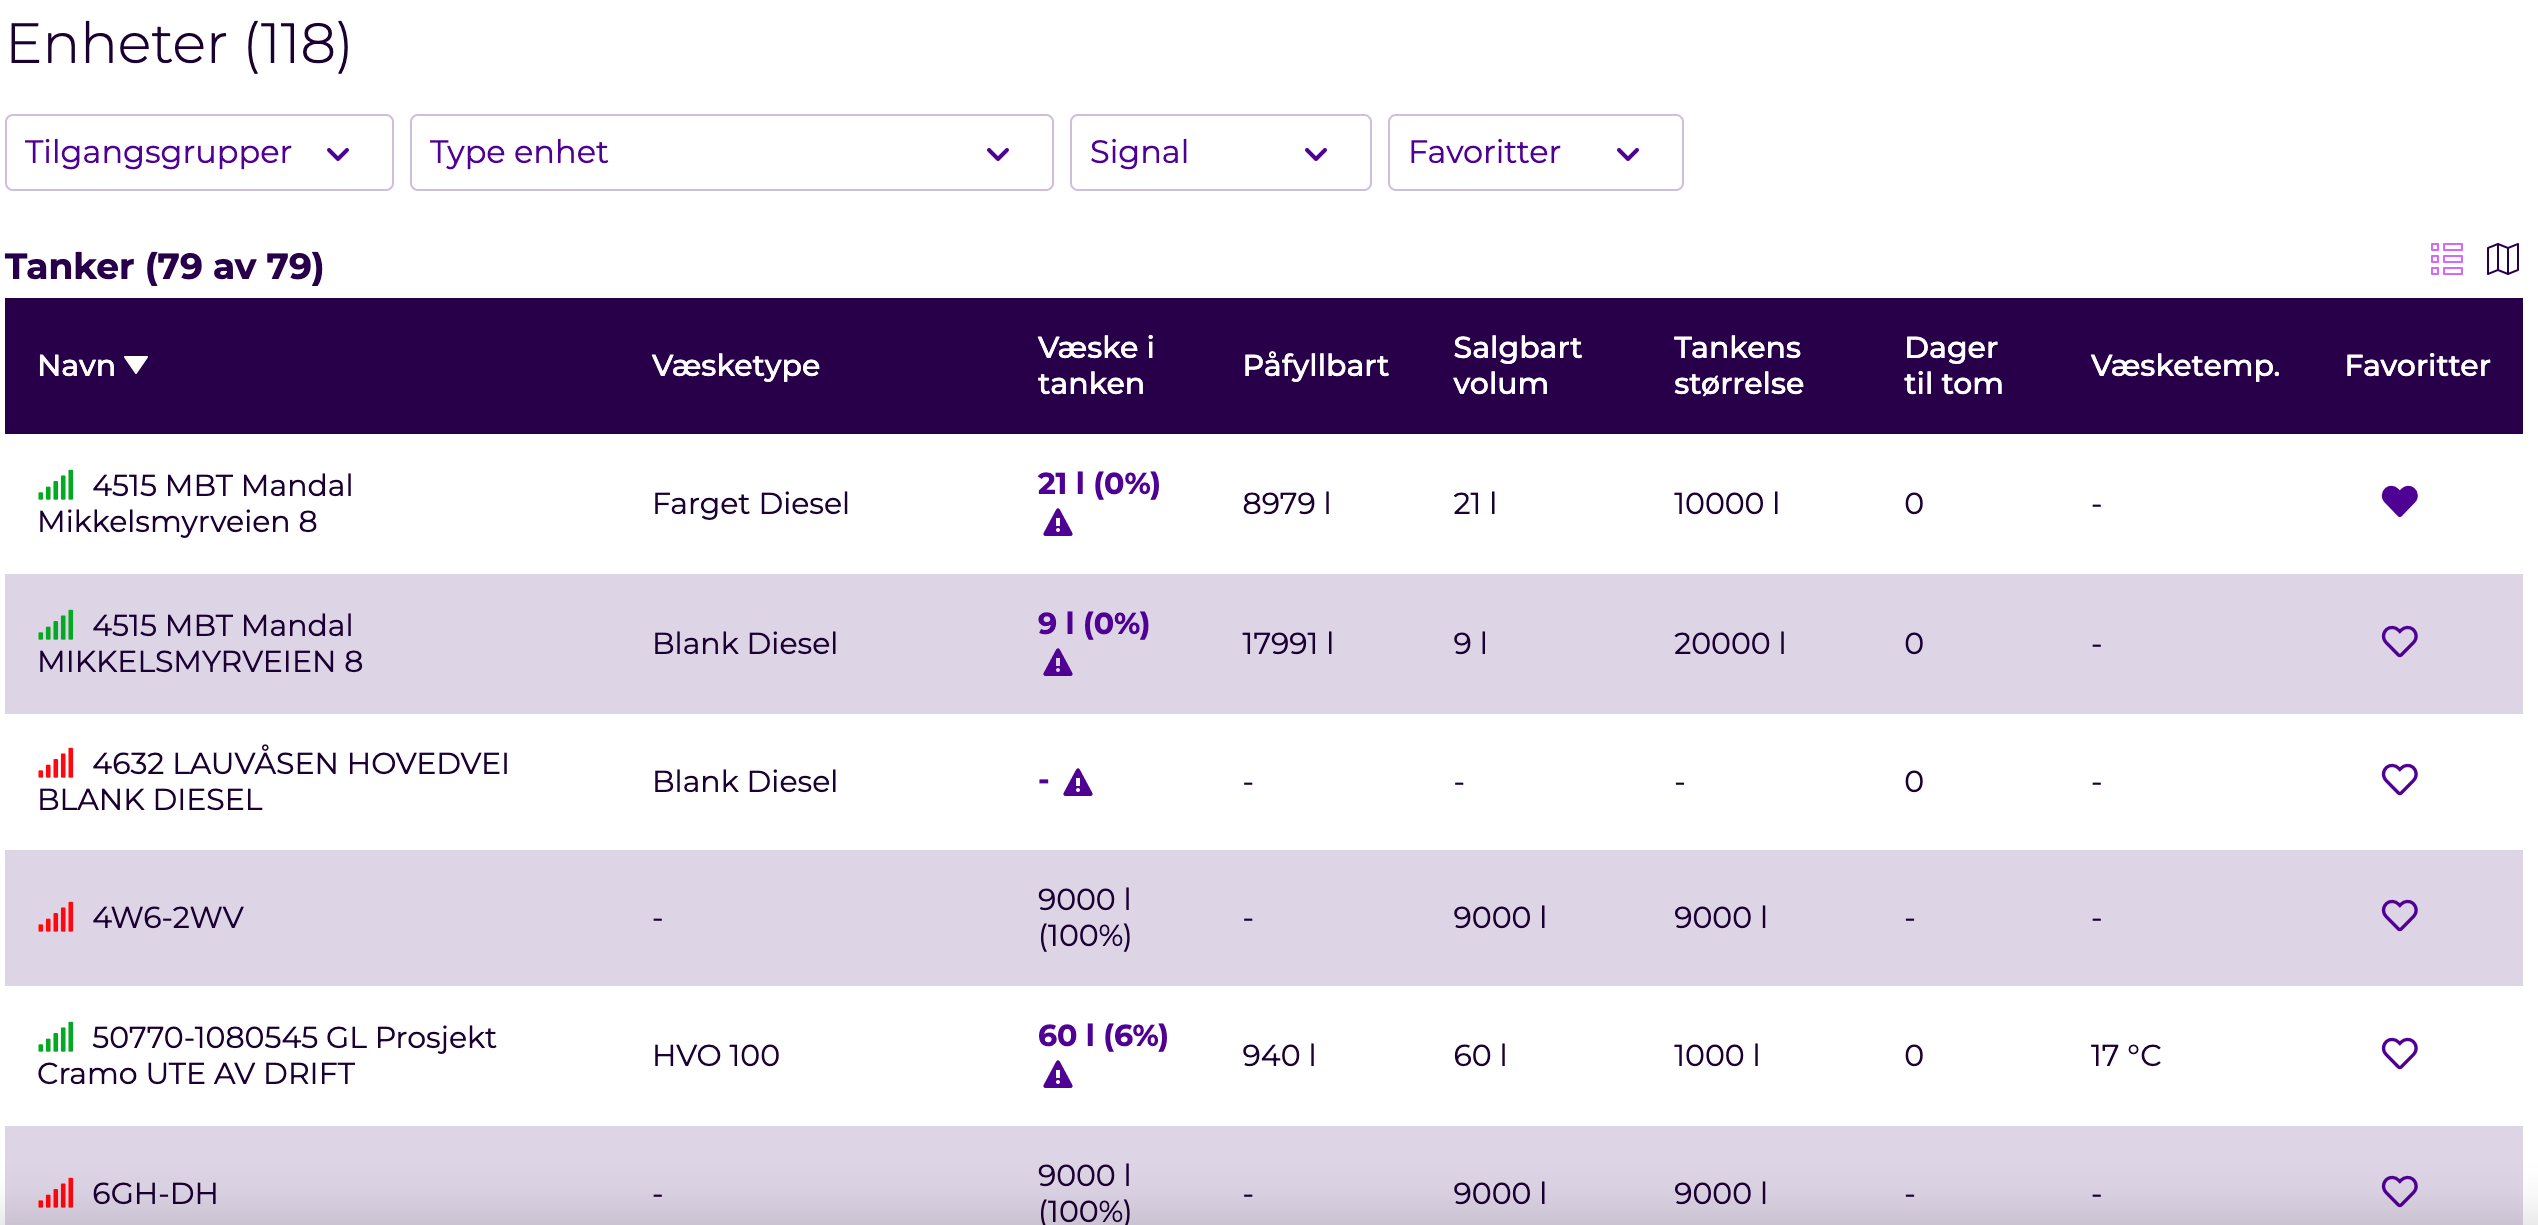 Enheter (118)
Tilgangsgrupper
Type enhet
Signal
Favoritter
Tanker (79 av 79)
Navn
Væsketype
Væske i
tanken
Påfyllbart
Salgbart
volum
Tankens
størrelse
Dager
til tom
Væsketemp.
Favoritter
4515 MBT Mandal
Mikkelsmyrveien 8
Farget Diesel
21 l (0%)
8979 l
21 l
10000 l
0
-
4515 MBT Mandal
MIKKELSMYRVEIEN 8
Blank Diesel
9 l (0%)
17991 l
9 l
20000 l
0
-
4632 LAUVÅSEN HOVEDVEI
BLANK DIESEL
Blank Diesel
-
-
-
-
0
-
4W6-2WV
-
9000 l
(100%)
-
9000 l
9000 l
-
-
50770-1080545 GL Prosjekt
Cramo UTE AV DRIFT
HVO 100
60 l (6%)
940 l
60 l
1000 l
0
17 °C
6GH-DH
-
9000 l
(100%)
-
9000 l
9000 l
-
-